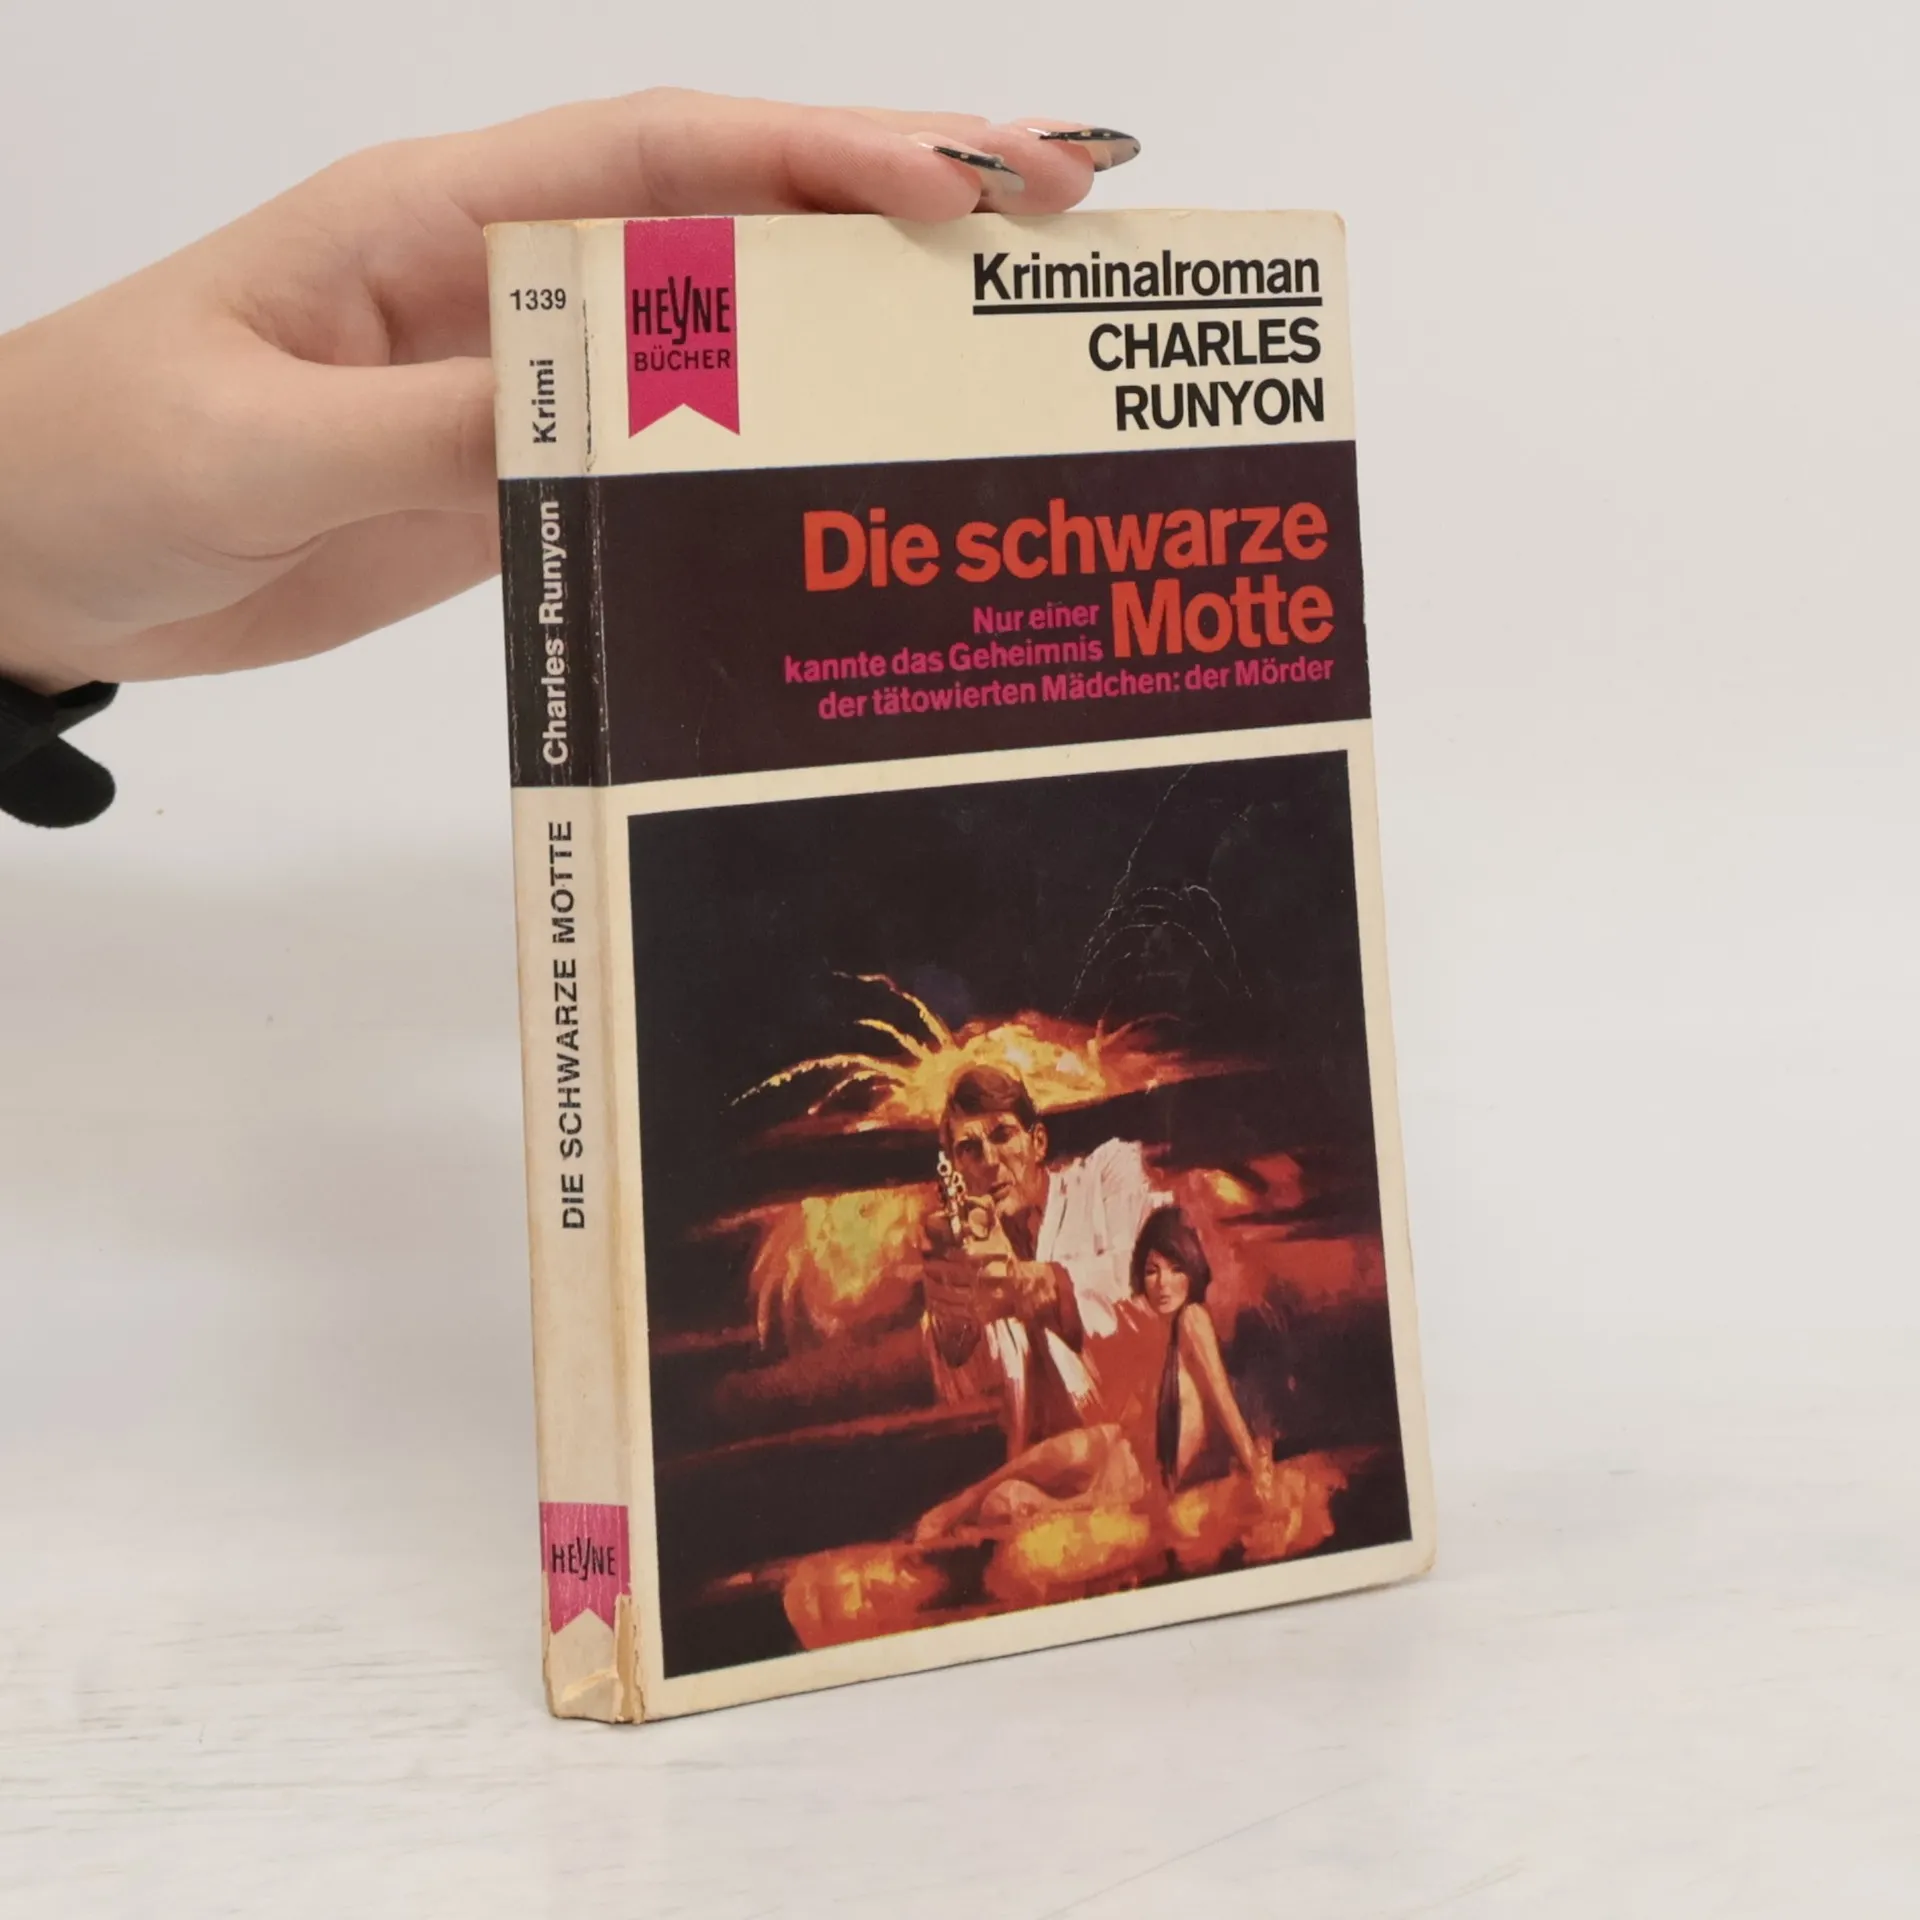 1339
Krimi
Charles Runyon
DIE SCHWARZE MOTTE
HEYNE
HEYNE
BÜCHER
Kriminalroman
CHARLES
RUNYON
Die schwarze
Motte
Nur einer
kannte das Geheimnis
der tätowierten Mädchen: der Mörder